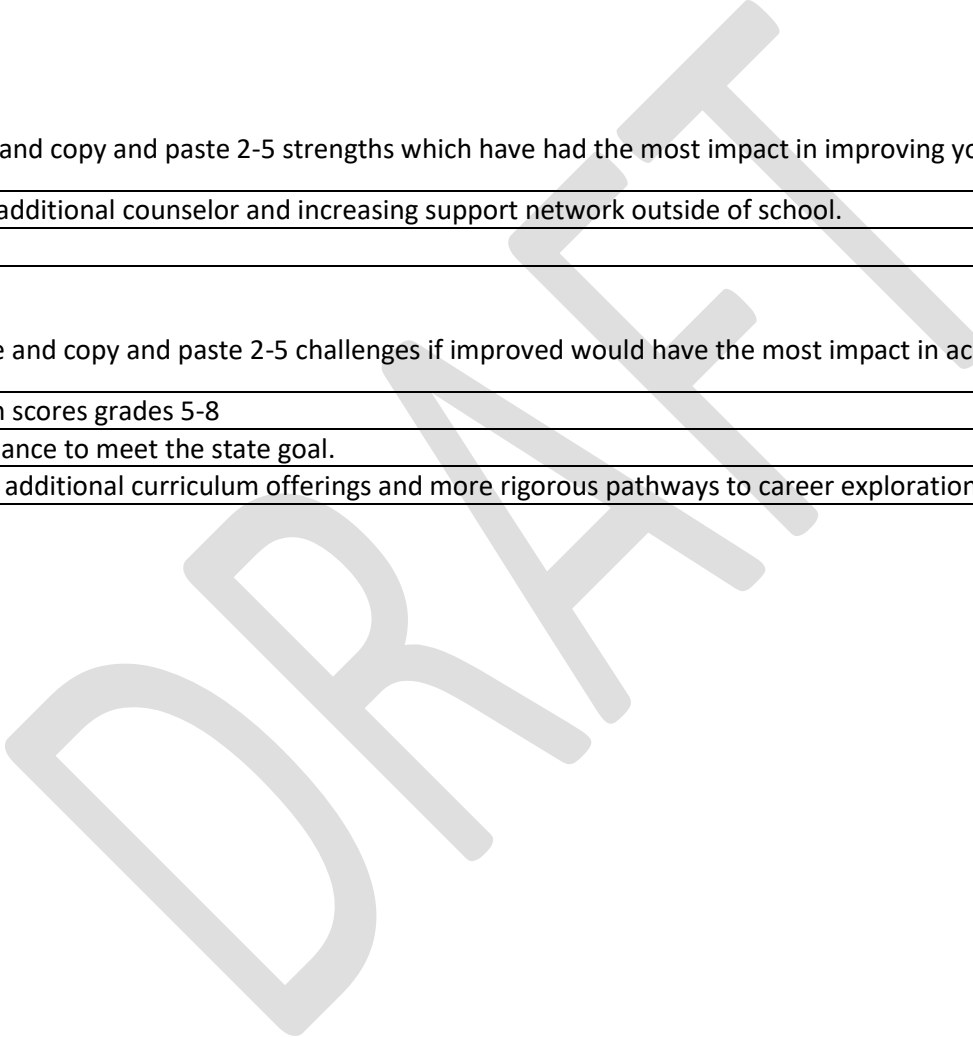 and copy and paste 2-5 strengths which have had the most impact in improving
additional counselor and increasing support network outside of school.
and copy and paste 2-5 challenges if improved would have the most impact in
scores grades 5-8
to meet the state goal.
additional curriculum offerings and more rigorous pathways to career exploration
DRAFT